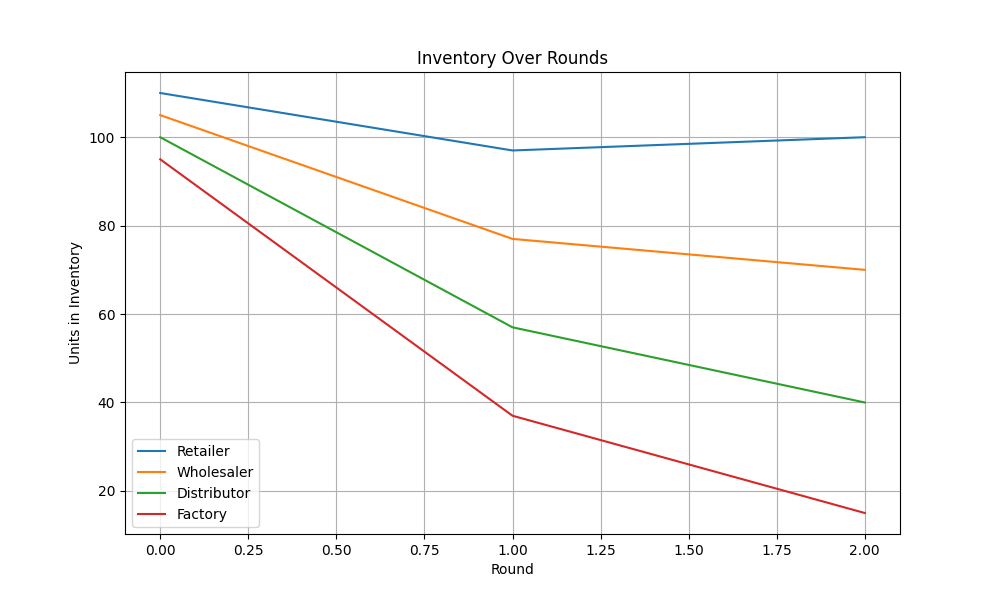 Inventory Over Rounds
Units in Inventory
100
80
60
40
20
Retailer
Wholesaler
Distributor
Factory
0.00 0.25 0.50 0.75 1.00 1.25 1.50 1.75 2.00
Round